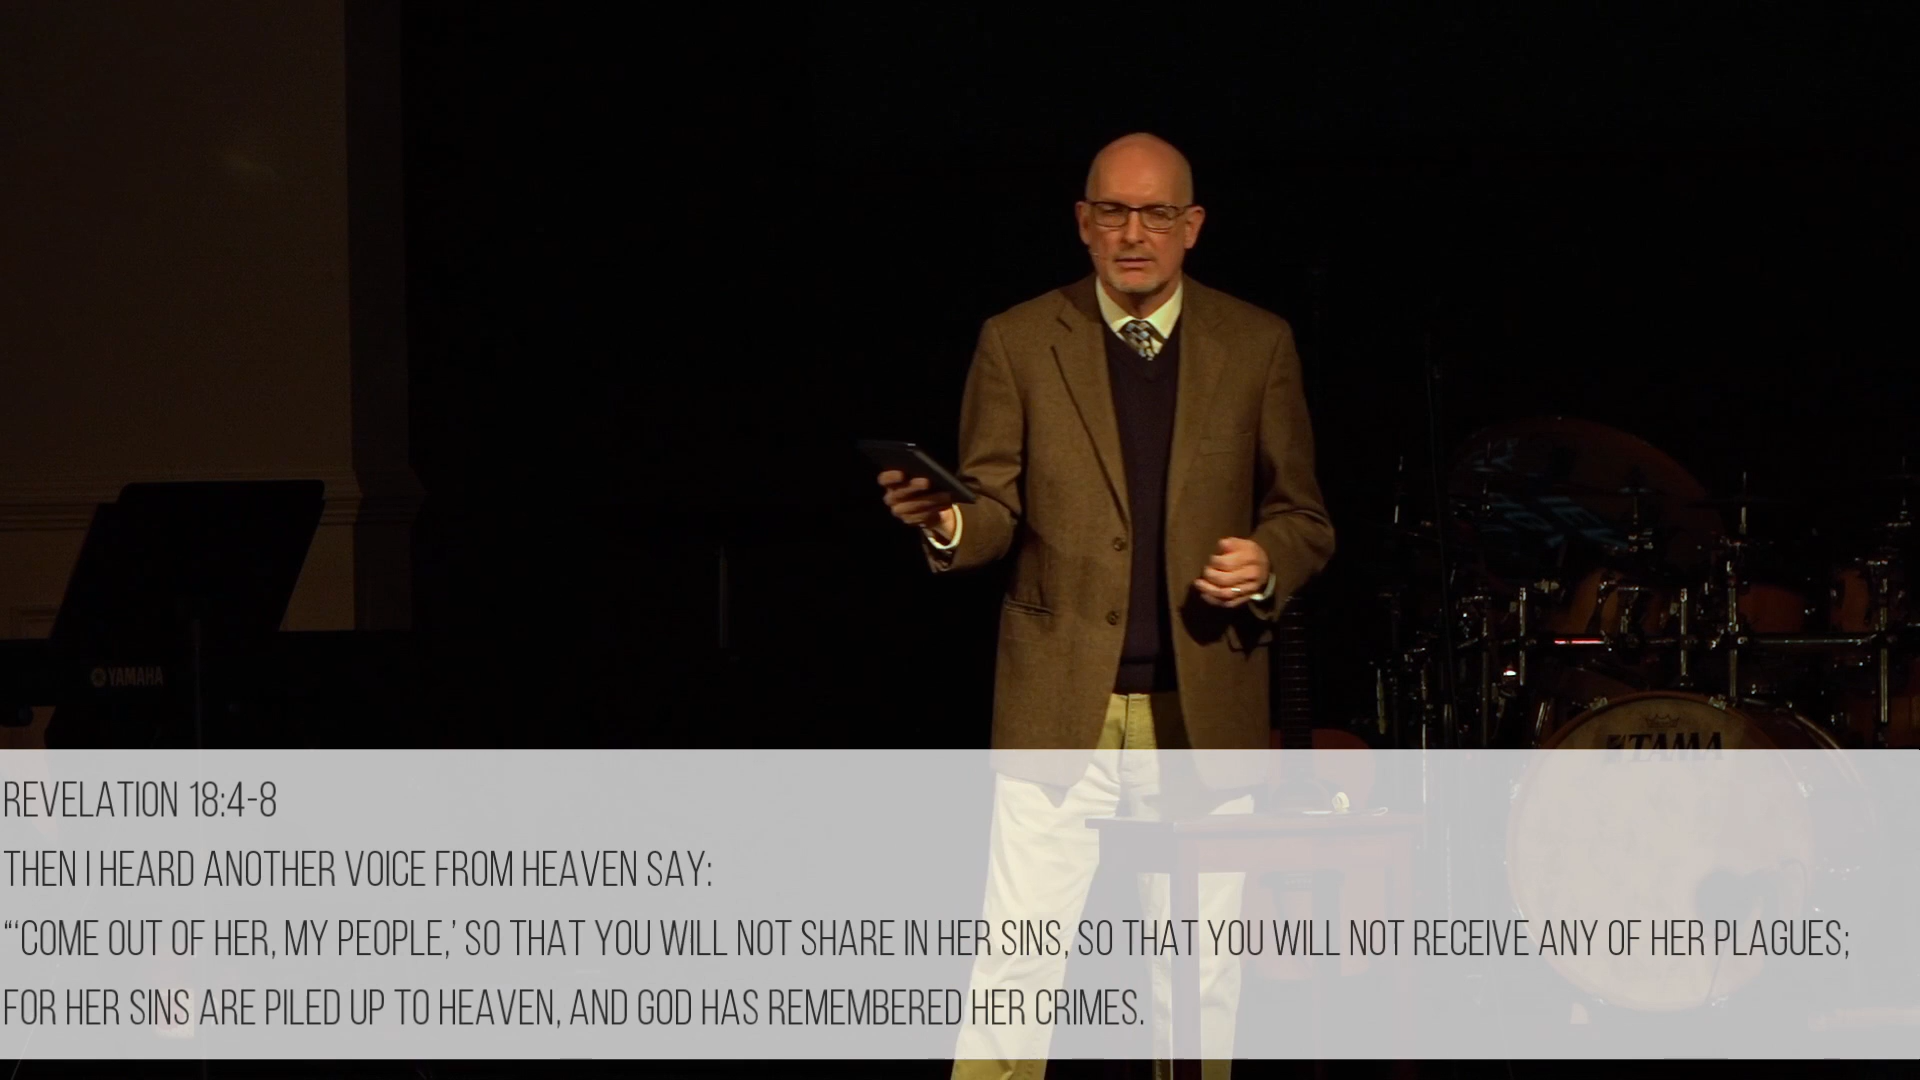 YAMAHA
TAMA
REVELATION 18:4-8
THEN I HEARD ANOTHER VOICE FROM HEAVEN SAY:
“‘COME OUT OF HER, MY PEOPLE,’ SO THAT YOU WILL NOT SHARE IN HER SINS, SO THAT YOU WILL NOT RECEIVE ANY OF HER PLAGUES;
FOR HER SINS ARE PILED UP TO HEAVEN, AND GOD HAS REMEMBERED HER CRIMES.